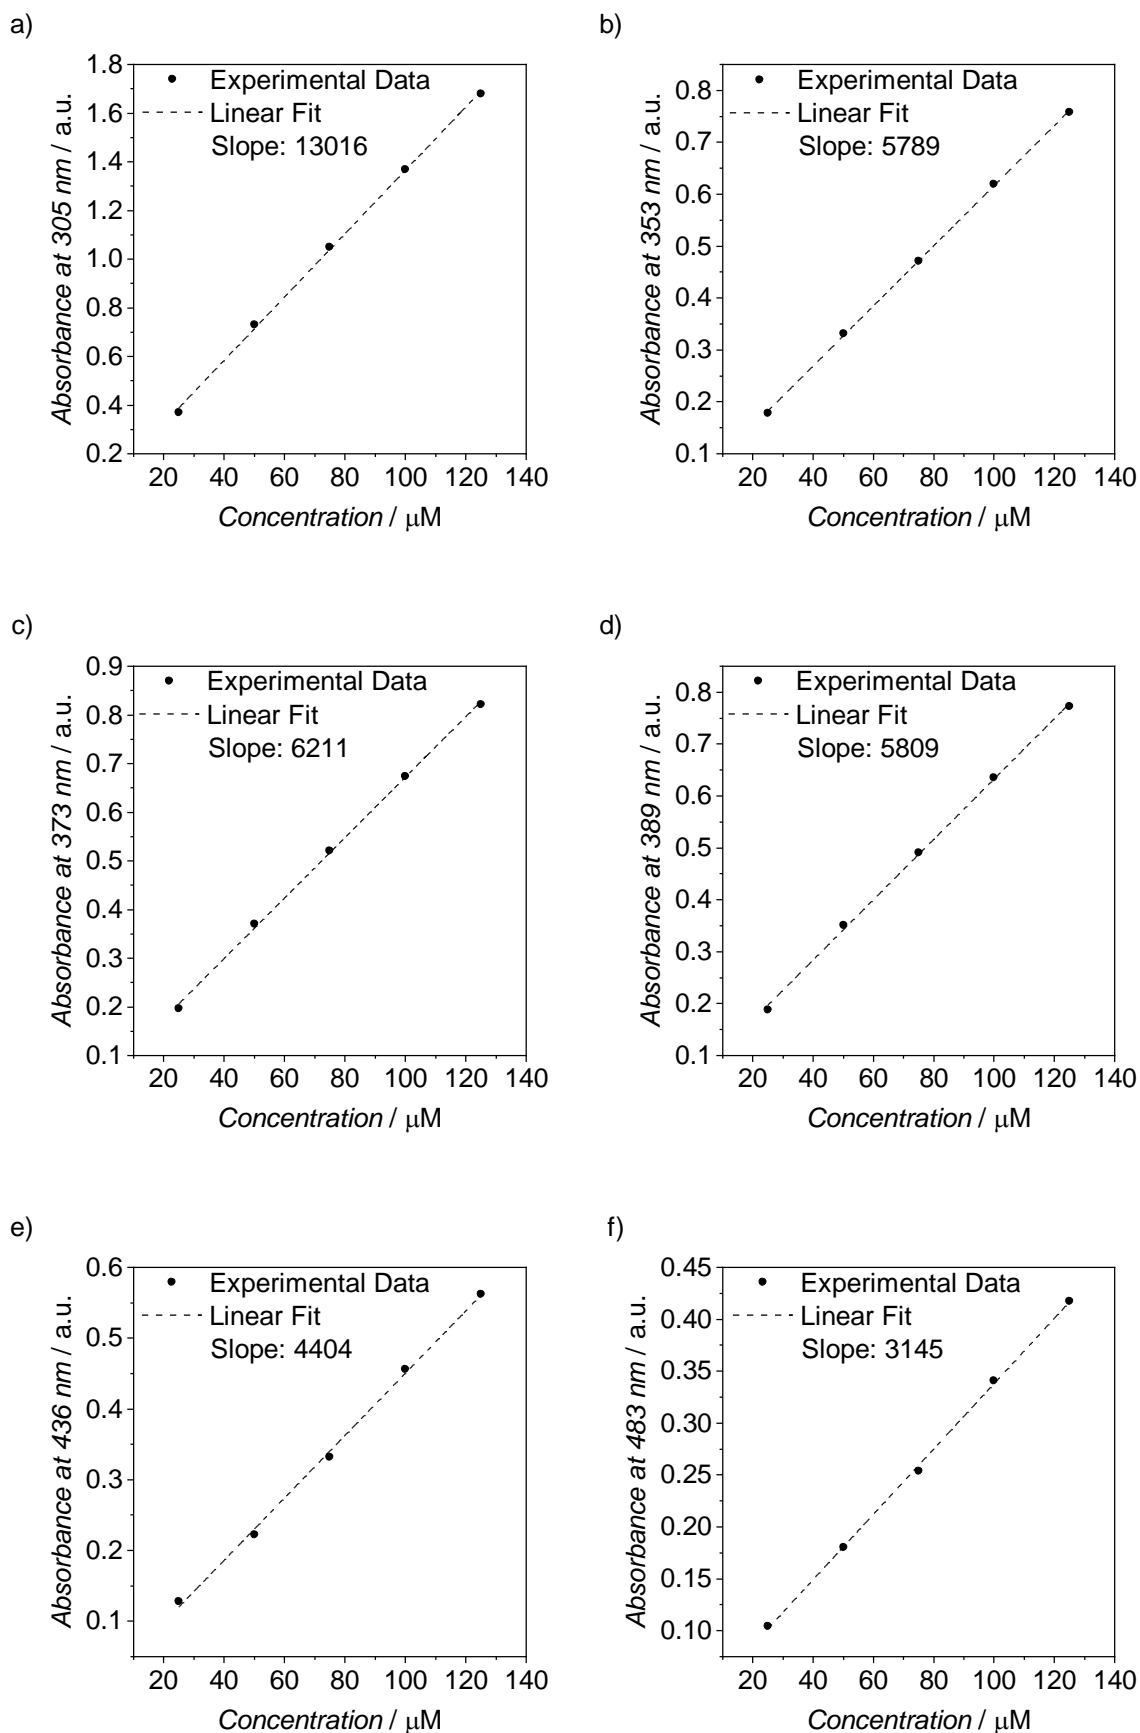 a)
Experimental Data
Linear Fit
Slope: 13016
1.8
1.6
1.4
1.2
1.0
0.8
0.6
0.4
0.2
Absorbance at 305 nm / a.u.
20 40 60 80 100 120 140
Concentration / μM
b)
Experimental Data
Linear Fit
Slope: 5789
0.8
0.7
0.6
0.5
0.4
0.3
0.2
0.1
Absorbance at 353 nm / a.u.
20 40 60 80 100 120 140
Concentration / μM
c)
Experimental Data
Linear Fit
Slope: 6211
0.9
0.8
0.7
0.6
0.5
0.4
0.3
0.2
0.1
Absorbance at 373 nm / a.u.
20 40 60 80 100 120 140
Concentration / μM
d)
Experimental Data
Linear Fit
Slope: 5809
0.8
0.7
0.6
0.5
0.4
0.3
0.2
0.1
Absorbance at 389 nm / a.u.
20 40 60 80 100 120 140
Concentration / μM
e)
Experimental Data
Linear Fit
Slope: 4404
0.6
0.5
0.4
0.3
0.2
0.1
Absorbance at 436 nm / a.u.
20 40 60 80 100 120 140
Concentration / μM
f)
Experimental Data
Linear Fit
Slope: 3145
0.45
0.40
0.35
0.30
0.25
0.20
0.15
0.10
Absorbance at 483 nm / a.u.
20 40 60 80 100 120 140
Concentration / μM